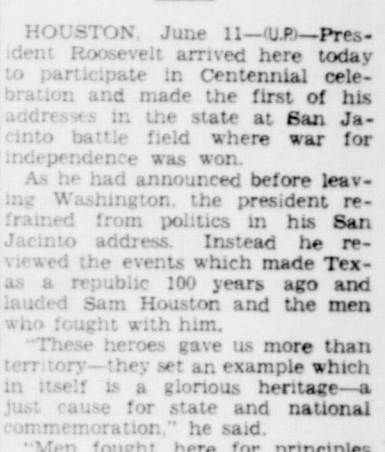 HOUSTON, June 11—(U.P.)—Pres-
ident Roosevelt arrived here today
to participate in Centennial cele-
bration and made the first of his
addresses in the state at San Ja-
cinto battle field where war for
independence was won.
As he had announced before leav-
ing Washington, the president re-
frained from politics in his San
Jacinto address. Instead he re-
viewed the events which made Tex-
as a republic 100 years ago and
lauded Sam Houston and the men
who fought with him.
"These heroes gave us more than
territory—they set an example which
in itself is a glorious heritage—a
just cause for state and national
commemoration," he said.
"Men fought here for principles